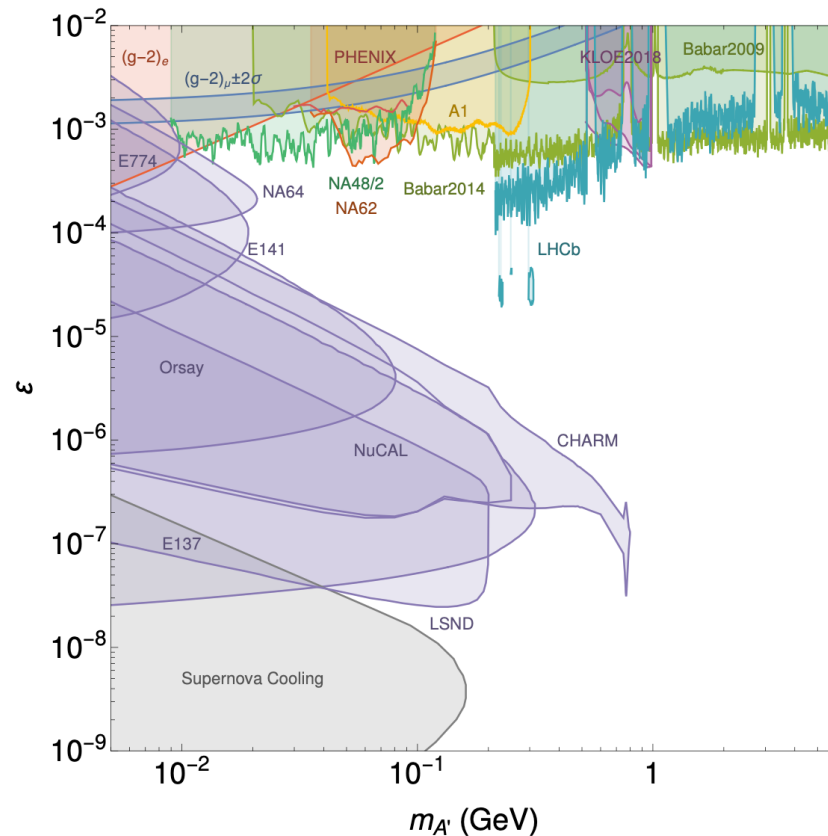 10⁻²
(g-2)ₑ
PHENIX
KLOE2018
Babar2009
(g-2)μ±2σ
A1
10⁻³
E774
NA64
NA48/2
NA62
Babar2014
10⁻⁴
E141
LHCb
10⁻⁵
Orsay
ε
10⁻⁶
NuCAL
CHARM
10⁻⁷
E137
LSND
10⁻⁸
Supernova Cooling
10⁻⁹
10⁻² 10⁻¹ 1
m_A' (GeV)